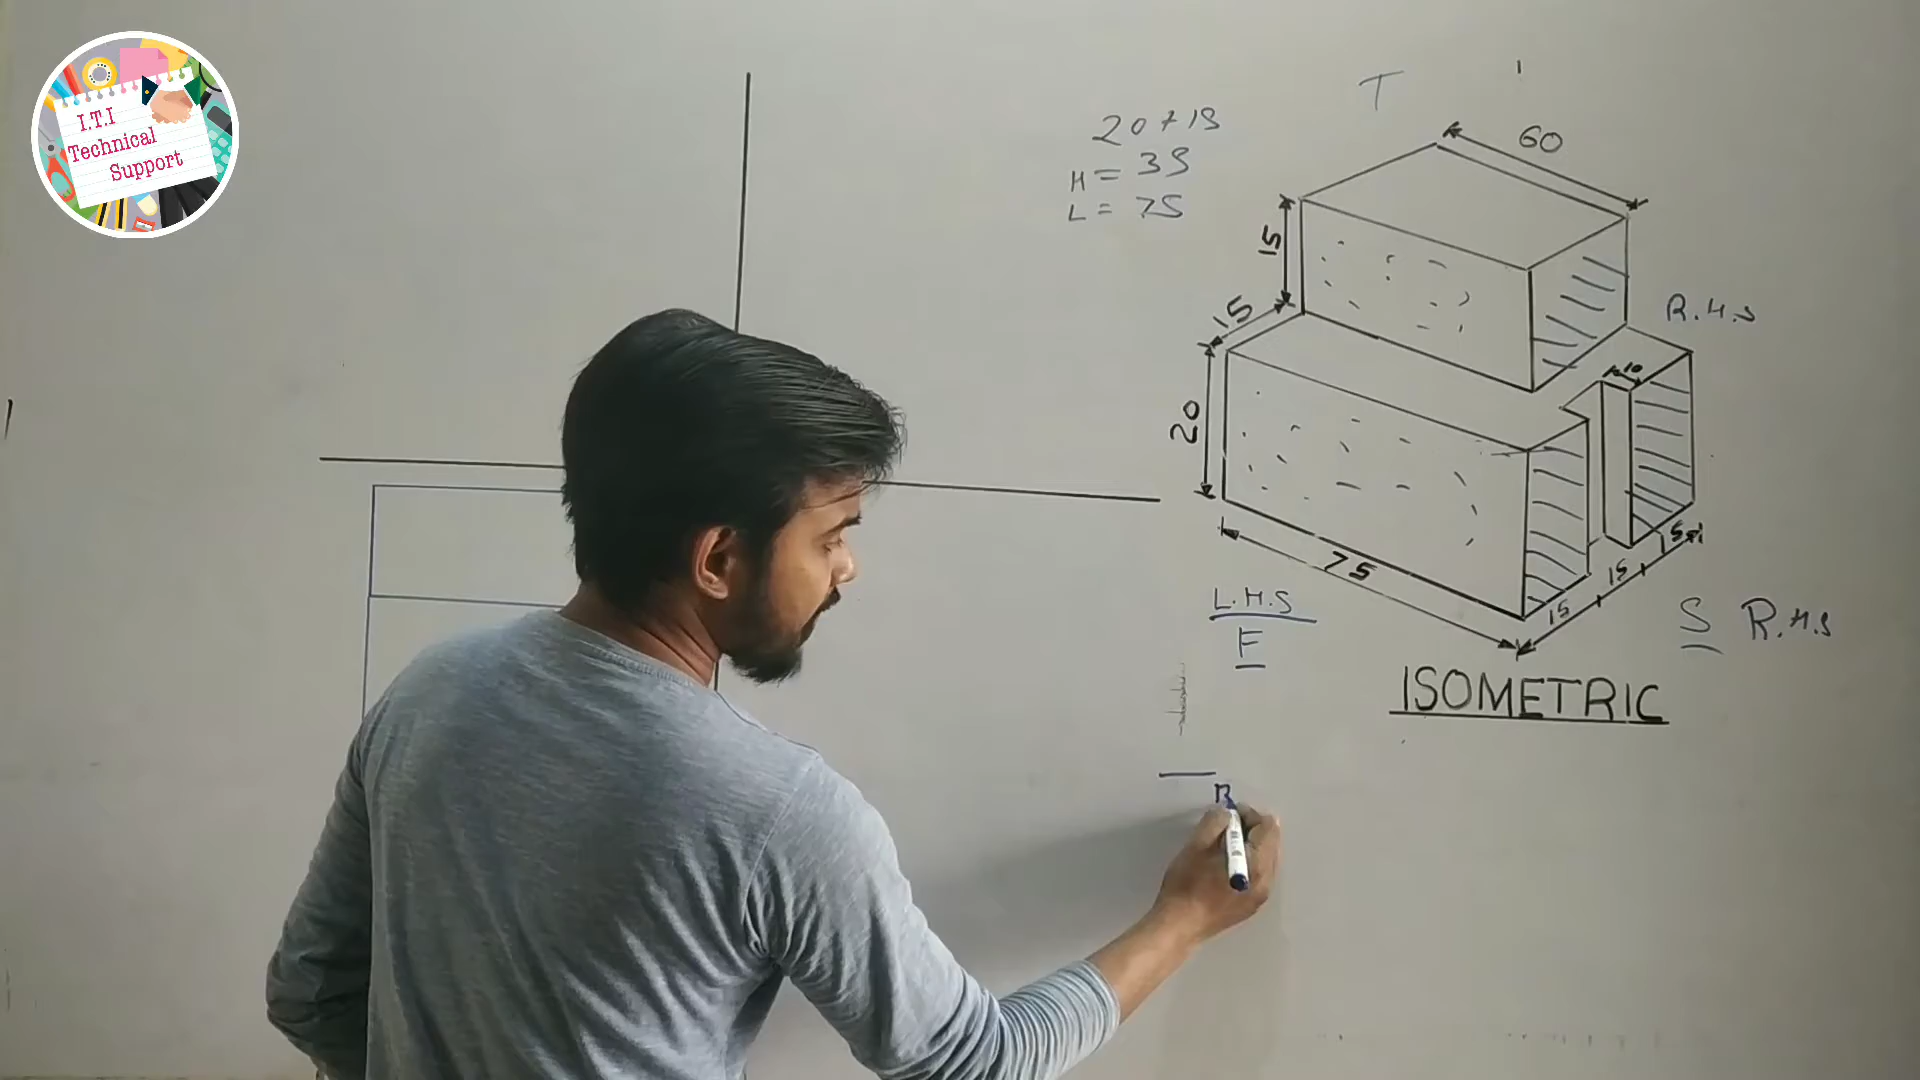 I.T.I
Technical
Support
T
20+15
H = 35
L = 75
60
15
R.H.S
15
10
20
75
5
15
15
L.H.S
F
S R.H.S
ISOMETRIC